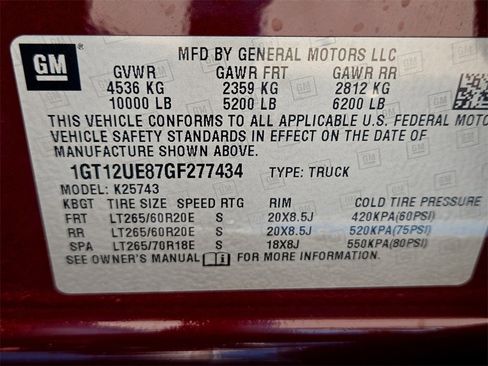 GM
MFD BY GENERAL MOTORS LLC
GVWR GAWR FRT GAWR RR
4536 KG 2359 KG 2812 KG
10000 LB 5200 LB 6200 LB
THIS VEHICLE CONFORMS TO ALL APPLICABLE FEDERAL MOTO
VEHICLE SAFETY STANDARDS IN EFFECT ON THE DATE OF
MANUFACTURE SHOWN ABOVE.
1GT12UE87GF277434 TYPE: TRUCK
MODEL: K25743
KBGT TIRE SIZE SPEED RTG RIM COLD TIRE PRESSURE
FRT LT265/60R20E S 20X8.5J 420KPA(60PSI)
RR LT265/60R20E S 20X8.5J 520KPA(75PSI)
SPA LT265/70R18E S 18X8J 550KPA(80PSI)
SEE OWNER'S MANUAL FOR MORE INFORMATION.